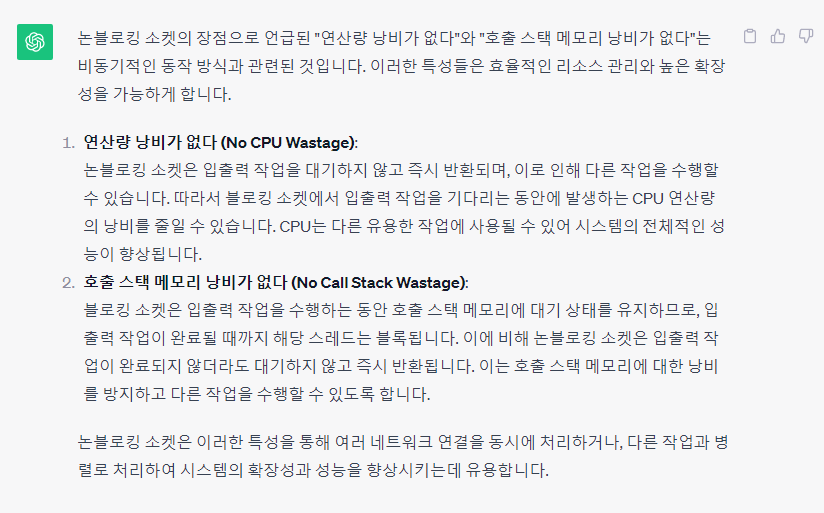 논블로킹 소켓의 장점으로 언급된 "연산량 낭비가 없다"와 "호출 스택 메모리 낭비가 없다"는
비동기적인 동작 방식과 관련된 것입니다. 이러한 특성들은 효율적인 리소스 관리와 높은 확장
성을 가능하게 합니다.
1. 연산량 낭비가 없다 (No CPU Wastage):
논블로킹 소켓은 입출력 작업을 대기하지 않고 즉시 반환되며, 이로 인해 다른 작업을 수행할
수 있습니다. 따라서 블로킹 소켓에서 입출력 작업을 기다리는 동안에 발생하는 CPU 연산량
의 낭비를 줄일 수 있습니다. CPU는 다른 유용한 작업에 사용될 수 있어 시스템의 전체적인 성
능이 향상됩니다.
2. 호출 스택 메모리 낭비가 없다 (No Call Stack Wastage):
블로킹 소켓은 입출력 작업을 수행하는 동안 호출 스택 메모리에 대기 상태를 유지하므로, 입
출력 작업이 완료될 때까지 해당 스레드는 블록됩니다. 이에 비해 논블로킹 소켓은 입출력 작
업이 완료되지 않더라도 대기하지 않고 즉시 반환됩니다. 이는 호출 스택 메모리에 대한 낭비
를 방지하고 다른 작업을 수행할 수 있도록 합니다.
논블로킹 소켓은 이러한 특성을 통해 여러 네트워크 연결을 동시에 처리하거나, 다른 작업과 병
렬로 처리하여 시스템의 확장성과 성능을 향상시키는데 유용합니다.